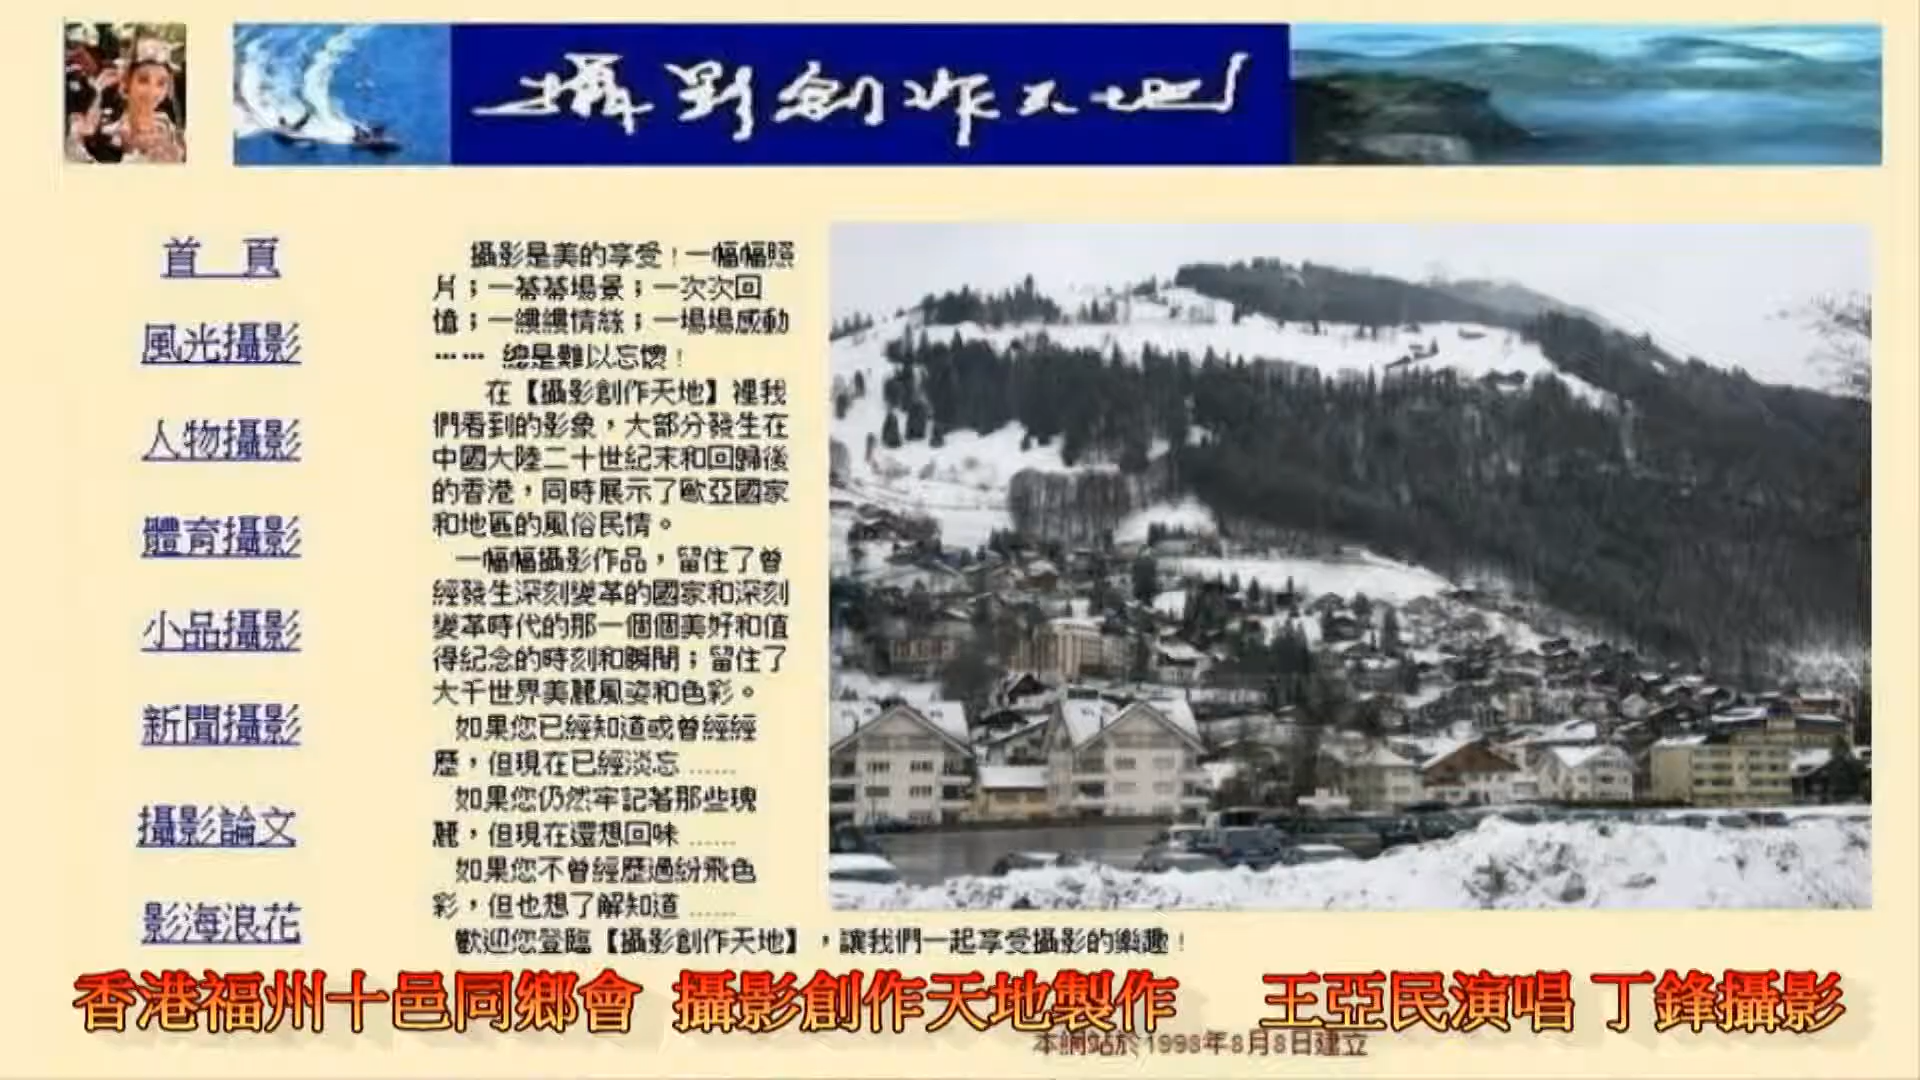 攝影創作天地
首 頁
風光攝影
人物攝影
體育攝影
小品攝影
新聞攝影
攝影論文
影海浪花
攝影是美的享受！一幅幅照
片；一幕幕場景；一次次回
憶；一縷縷情絲；一場場感動
…… 總是難以忘懷！
在【攝影創作天地】裡我
們看到的影象，大部分發生在
中國大陸二十世紀末和回歸後
的香港，同時展示了歐亞國家
和地區的風俗民情。
一幅幅攝影作品，留住了曾
經發生深刻變革的國家和深刻
變革時代的那一個個美好和值
得紀念的時刻和瞬間；留住了
大千世界美麗風姿和色彩。
如果您已經知道或曾經經
歷，但現在已經淡忘 ……
如果您仍然牢記著那些瑰
麗，但現在還想回味 ……
如果您不曾經歷過紛飛色
彩，但也想了解知道 ……
歡迎您登臨【攝影創作天地】，讓我們一起享受攝影的樂趣！
香港福州十邑同鄉會 攝影創作天地製作 王亞民演唱 丁鋒攝影
本網站於1998年8月8日建立